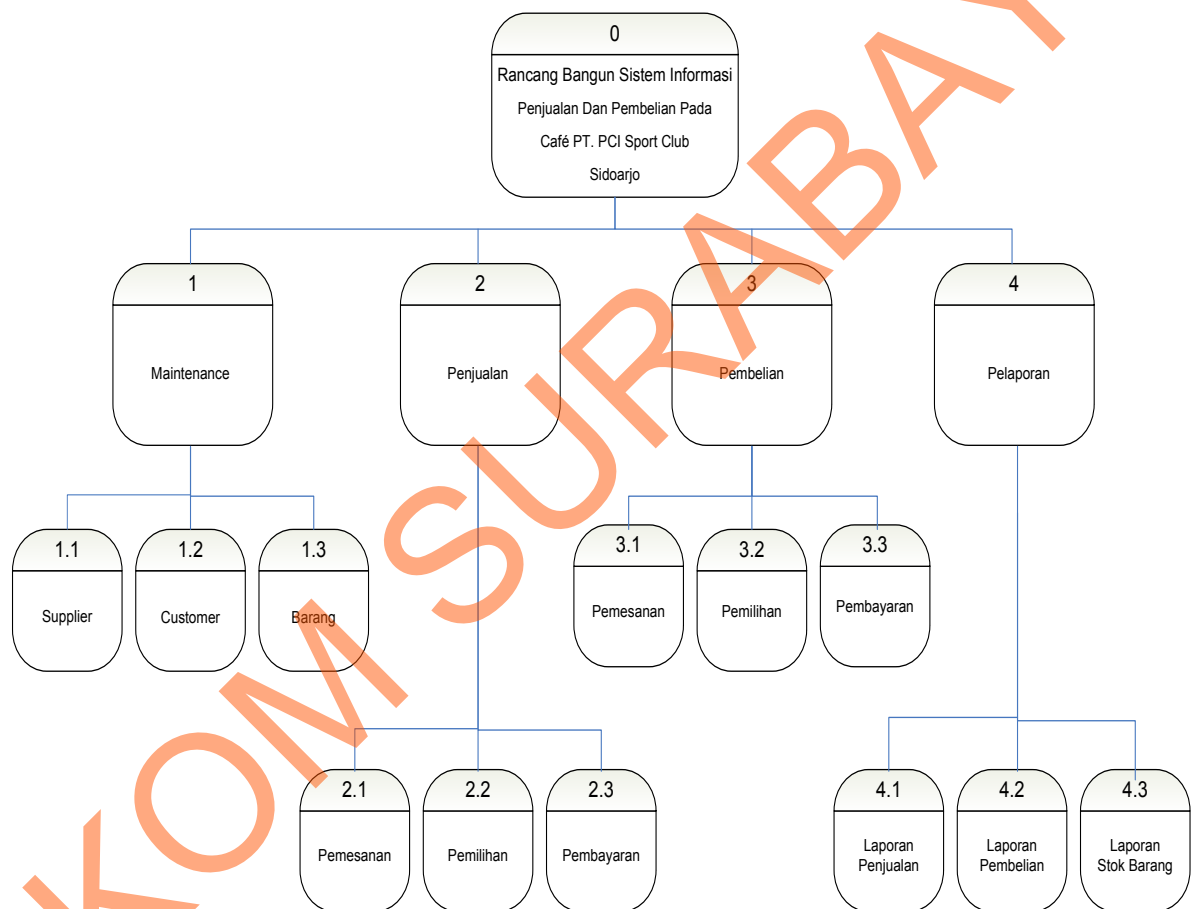 0
Rancang Bangun Sistem Informasi
Penjualan Dan Pembelian Pada
Café PT. PCI Sport Club
Sidoarjo
1
Maintenance
2
Penjualan
3
Pembelian
4
Pelaporan
1.1
Supplier
1.2
Customer
1.3
Barang
3.1
Pemesanan
3.2
Pemilihan
3.3
Pembayaran
2.1
Pemesanan
2.2
Pemilihan
2.3
Pembayaran
4.1
Laporan
Penjualan
4.2
Laporan
Pembelian
4.3
Laporan
Stok Barang
KOM SURABAY